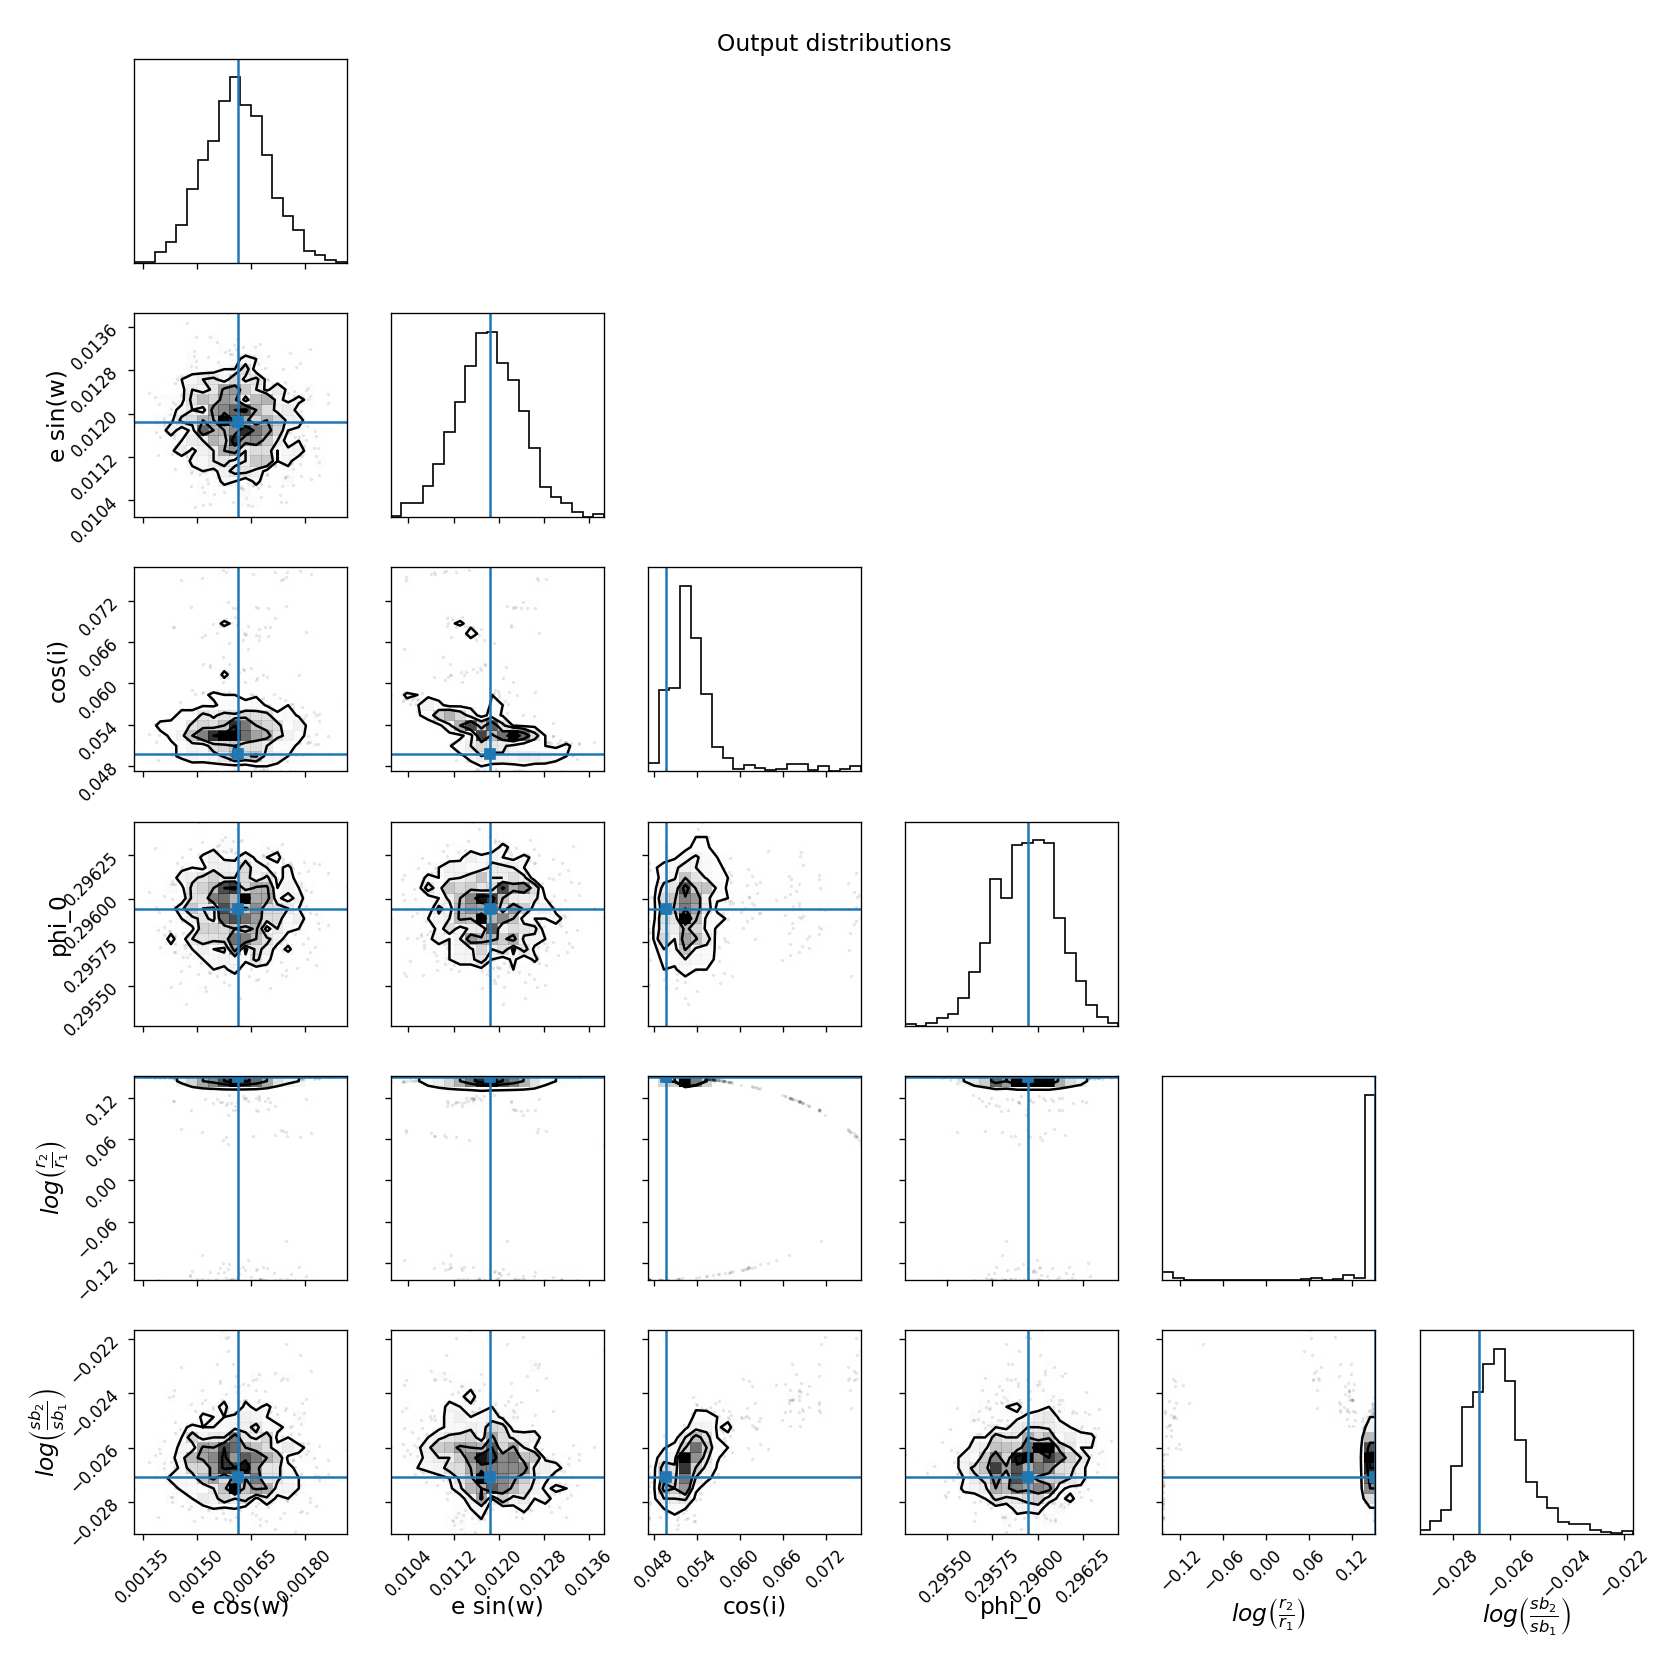 Output distributions
e sin(w)
0.0136
0.0128
0.0120
0.0112
0.0104
cos(i)
0.072
0.066
0.060
0.054
0.048
phi_0
0.29625
0.29600
0.29575
0.29550
log(r₂/r₁)
0.12
0.06
0.00
−0.06
−0.12
log(sb₂/sb₁)
−0.022
−0.024
−0.026
−0.028
0.00135 0.00150 0.00165 0.00180
0.0104 0.0112 0.0120 0.0128 0.0136
0.048 0.054 0.060 0.066 0.072
0.29550 0.29575 0.29600 0.29625
−0.12 −0.06 0.00 0.06 0.12
−0.028 −0.026 −0.024 −0.022
e cos(w) e sin(w) cos(i) phi_0 log(r₂/r₁) log(sb₂/sb₁)